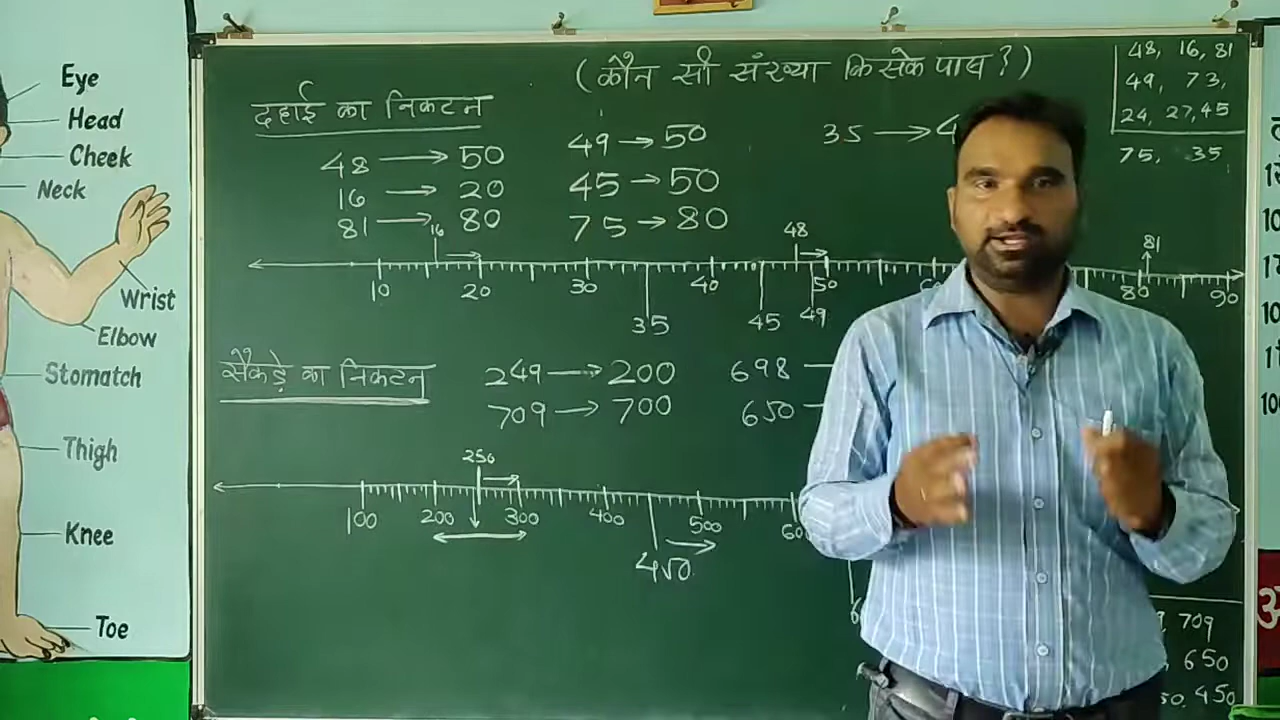 Eye
Head
Cheek
Neck
Wrist
Elbow
Stomatch
Thigh
Knee
Toe
(कौन सी संख्या किसके पास?)
48, 16, 81
49, 73,
24, 27, 45
75, 35
दहाई का निकटन
48 → 50
16 → 20
81 → 80
49 → 50
45 → 50
75 → 80
35 → 4
16 48 81
10 20 30 40 50 80 90
35 45 49
सैकड़े का निकटन
249 → 200
709 → 700
698
650
250
100 200 300 400 500
450
709
650
450